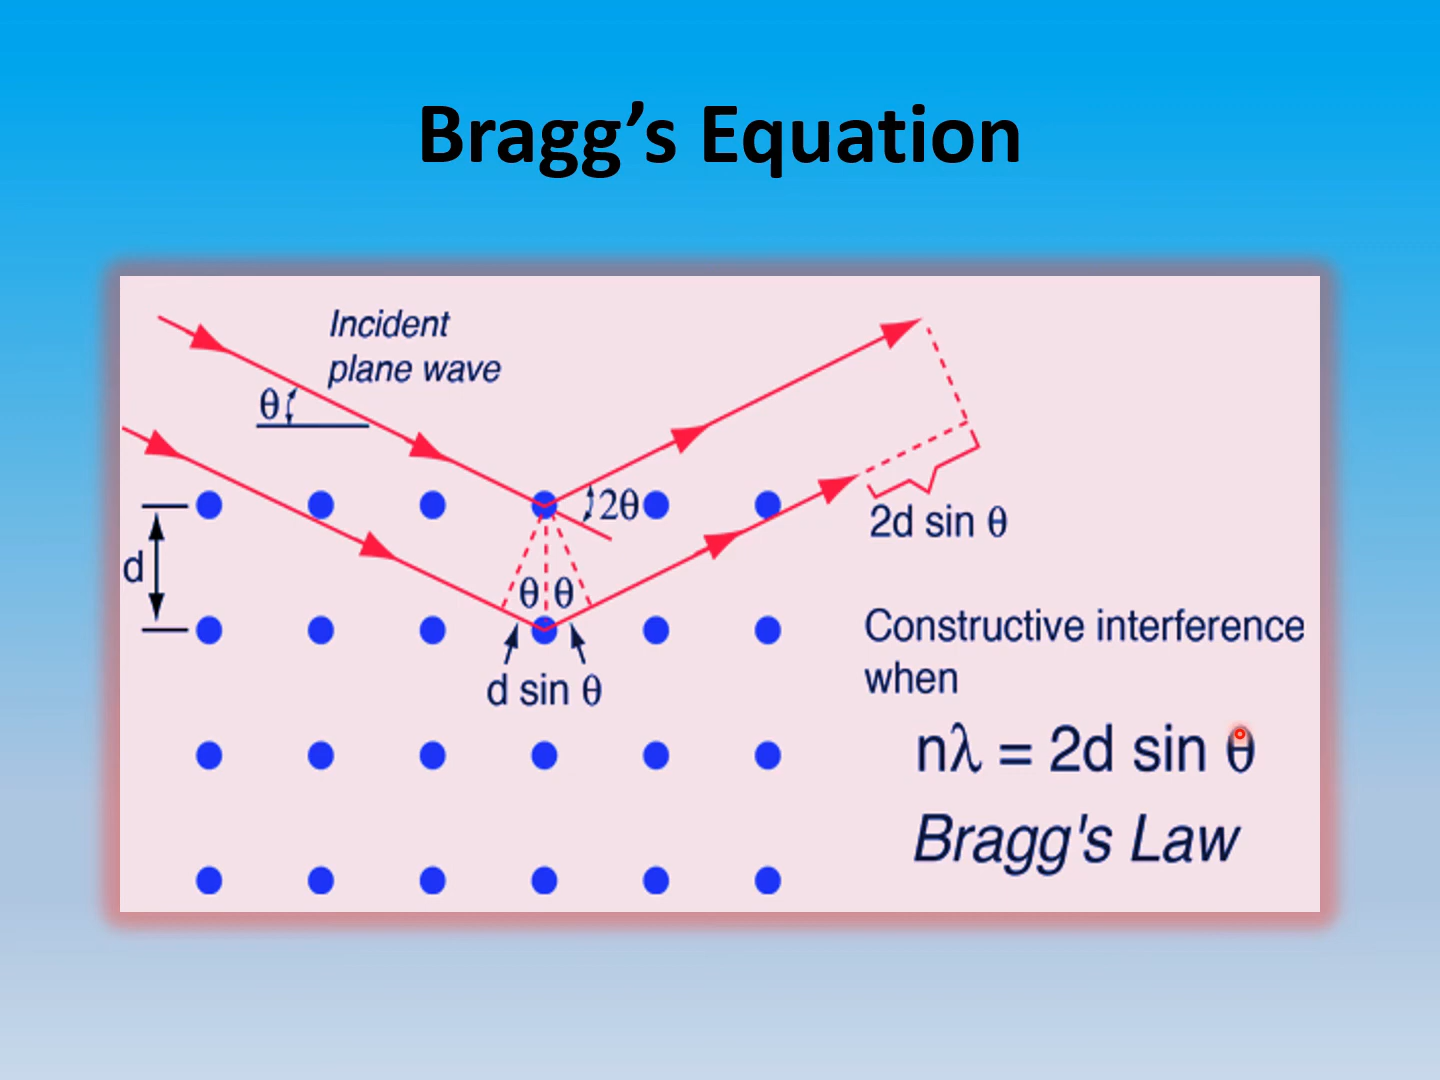 Bragg’s Equation
Incident
plane wave
θ
2θ
d
θ θ
d sin θ
2d sin θ
Constructive interference
when
nλ = 2d sin θ
Bragg's Law